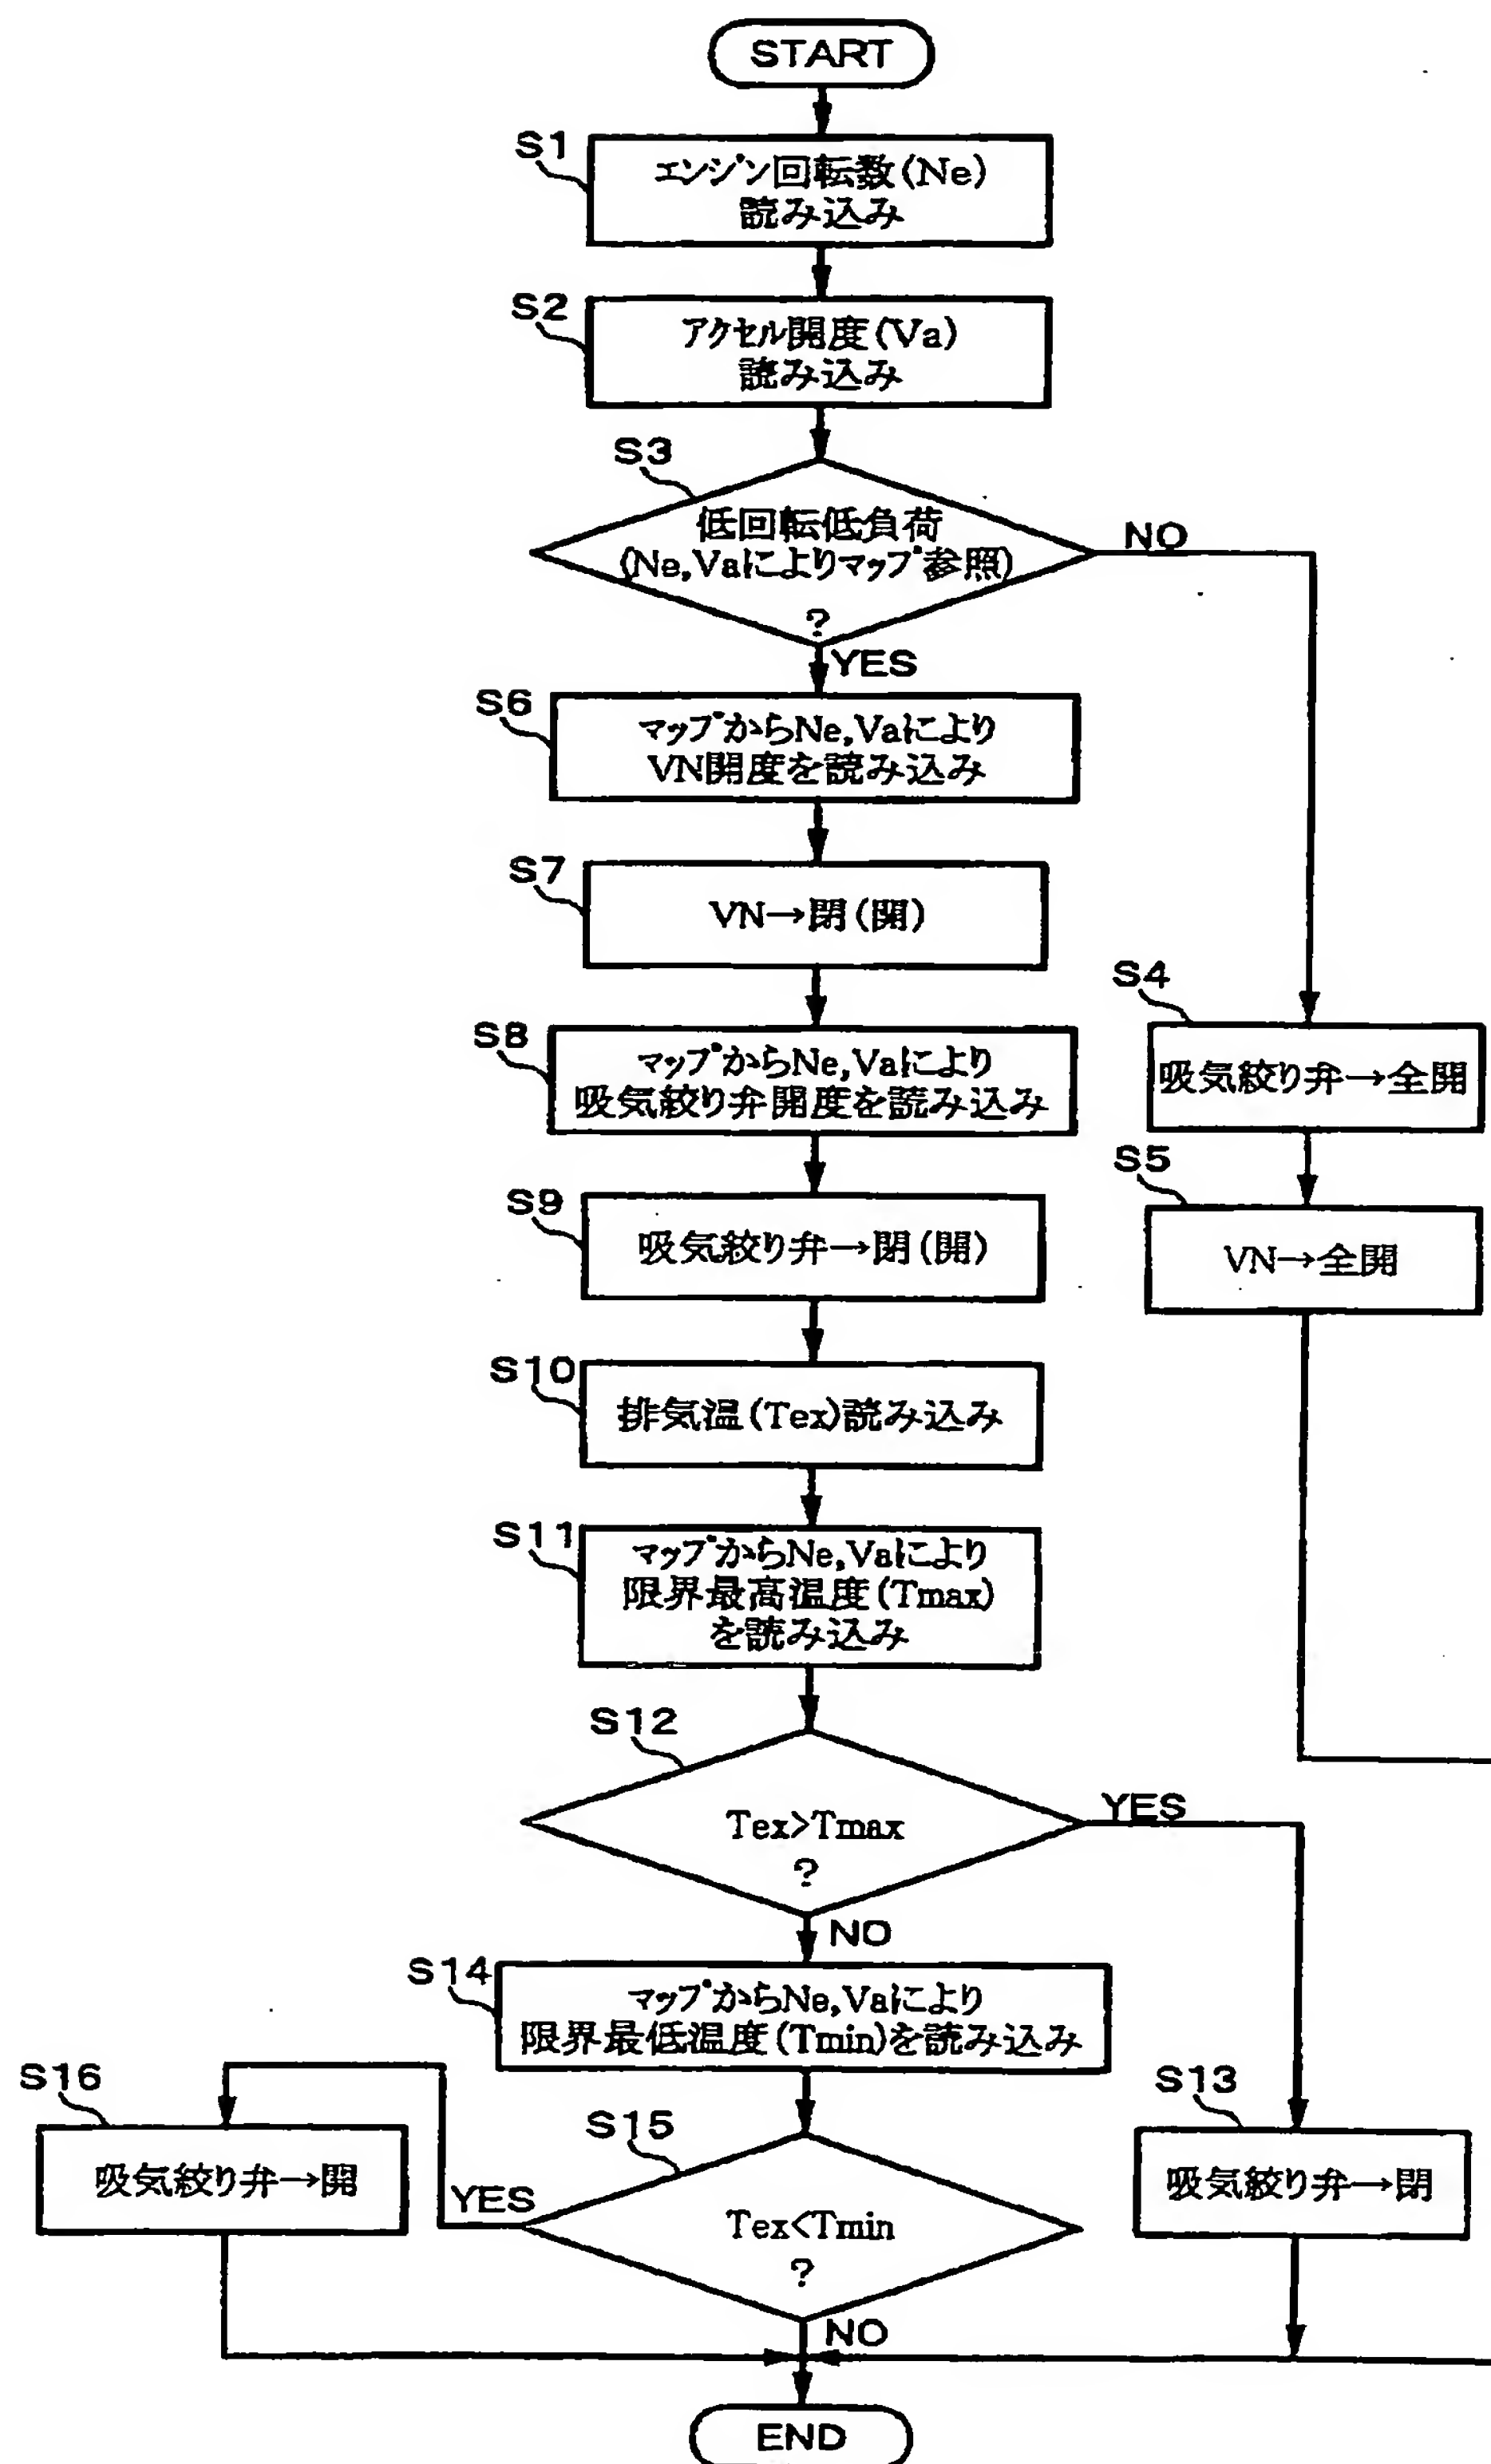 START
S1
エンジン回転数(Ne)
読み込み
S2
アクセル開度(Va)
読み込み
S3
低回転低負荷
(Ne,Vaによりマップ参照)
?
NO
YES
S6
マップからNe,Vaにより
VN開度を読み込み
S7
VN→閉(開)
S4
吸気絞り弁→全開
S8
マップからNe,Vaにより
吸気絞り弁開度を読み込み
S5
VN→全開
S9
吸気絞り弁→閉(開)
S10
排気温(Tex)読み込み
S11
マップからNe,Vaにより
限界最高温度(Tmax)
を読み込み
S12
Tex>Tmax
?
YES
NO
S14
マップからNe,Vaにより
限界最低温度(Tmin)を読み込み
S13
吸気絞り弁→閉
S15
Tex<Tmin
?
YES
S16
吸気絞り弁→開
NO
END